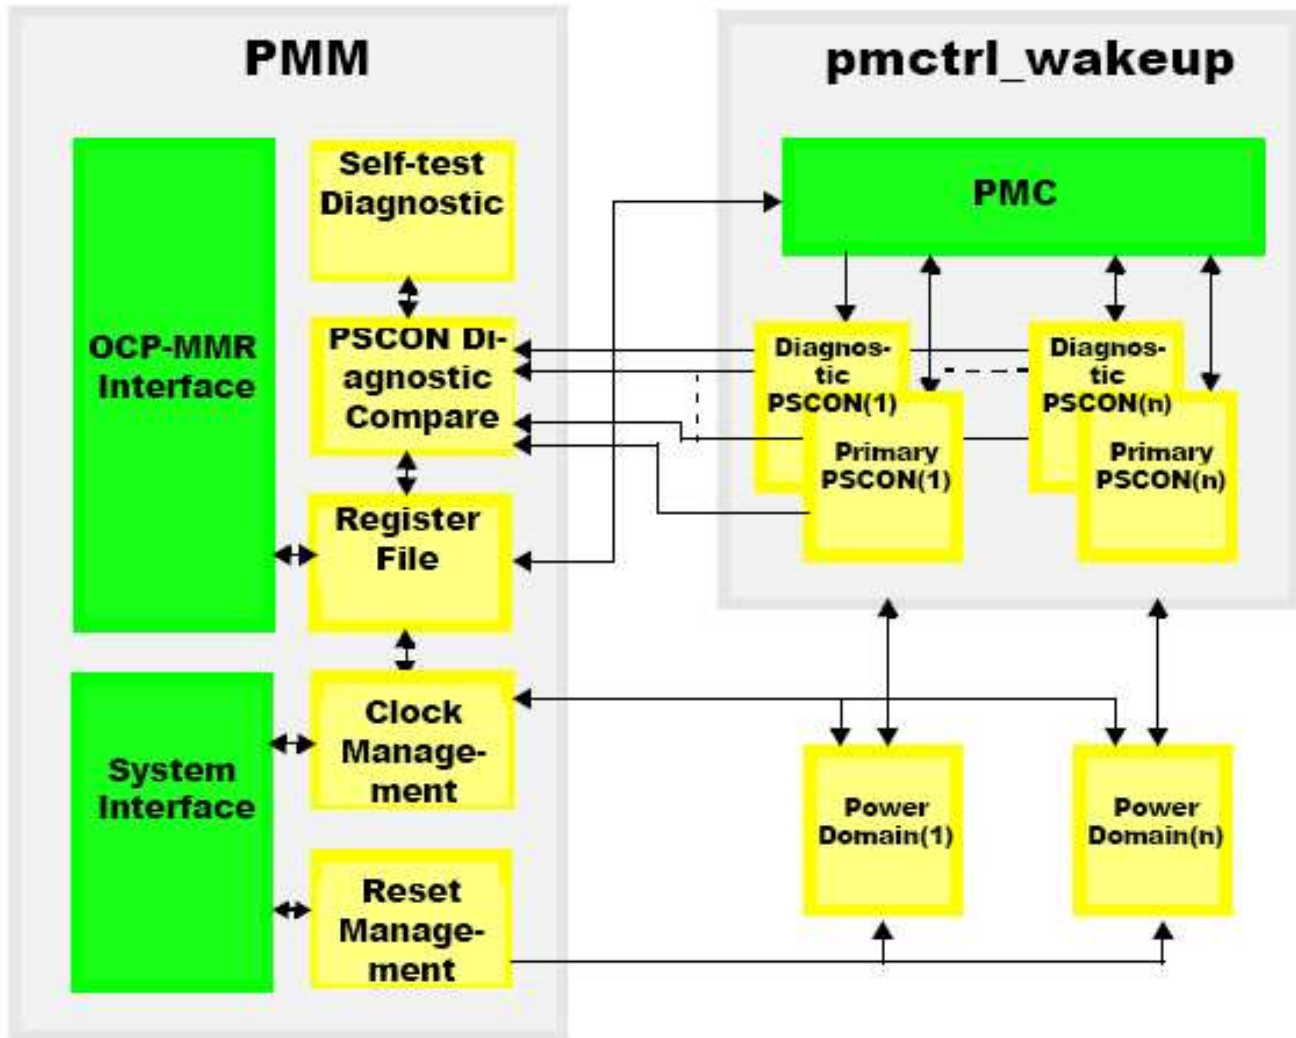 PMM
OCP-MMR
Interface
Self-test
Diagnostic
PSCON Di-
agnostic
Compare
Register
File
System
Interface
Clock
Manage-
ment
Reset
Manage-
ment
pmctrl_wakeup
PMC
Diagnos-
tic
PSCON(1)
Primary
PSCON(1)
Diagnos-
tic
PSCON(n)
Primary
PSCON(n)
Power
Domain(1)
Power
Domain(n)